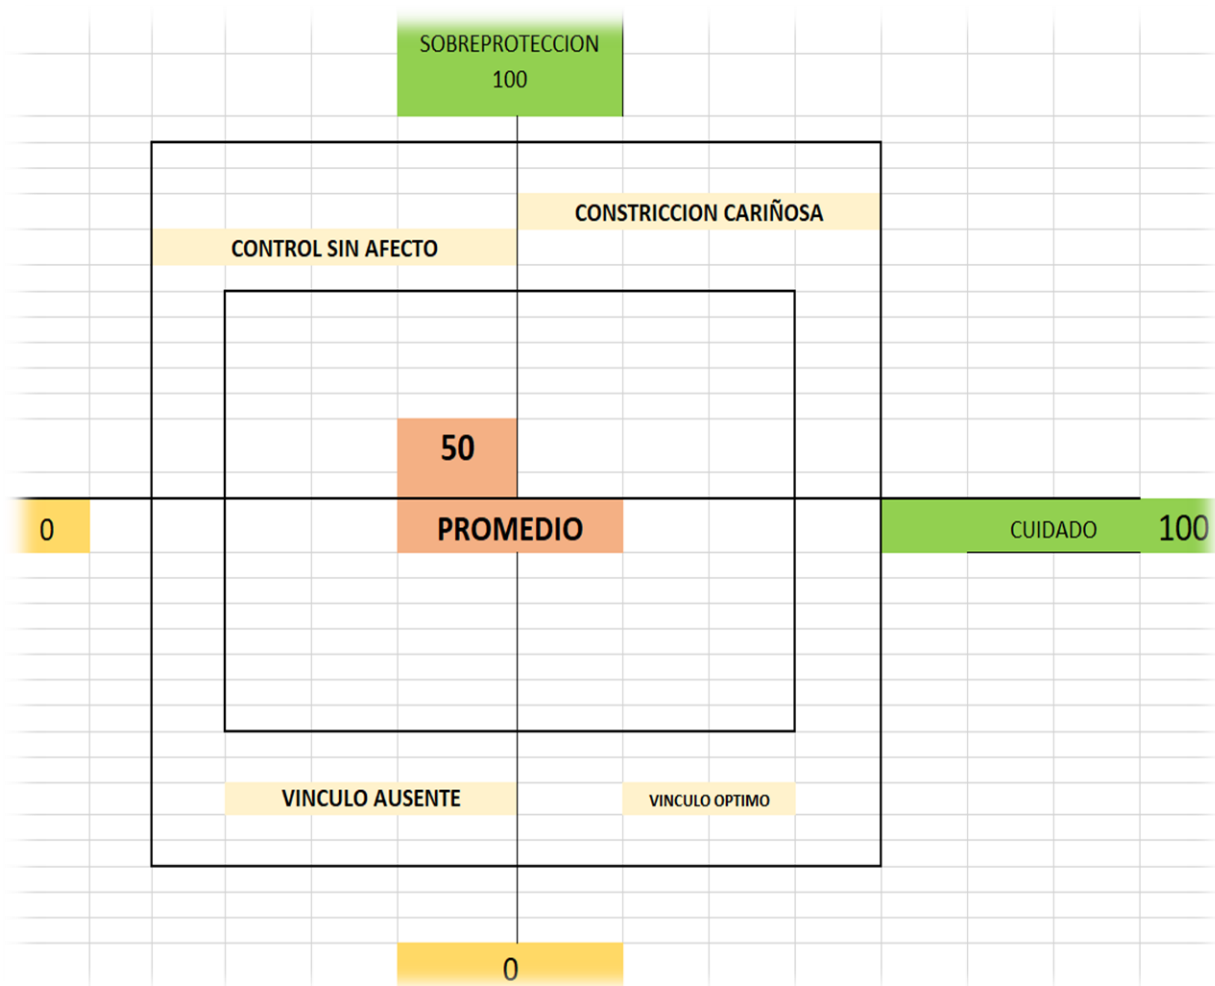 SOBREPROTECCION
100
CONSTRICCION CARIÑOSA
CONTROL SIN AFECTO
50
0
PROMEDIO
CUIDADO 100
VINCULO AUSENTE
VINCULO OPTIMO
0